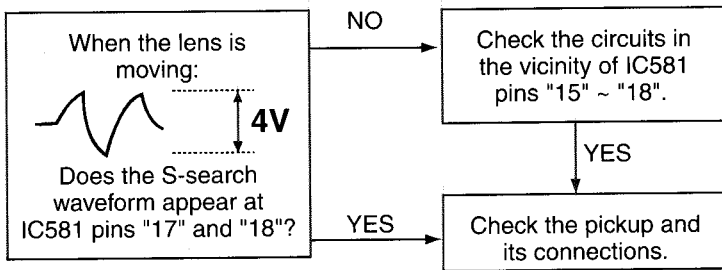 When the lens is
moving:
4V
Does the S-search
waveform appear at
IC581 pins "17" and "18"?
NO
Check the circuits in
the vicinity of IC581
pins "15" ~ "18".
YES
YES
Check the pickup and
its connections.